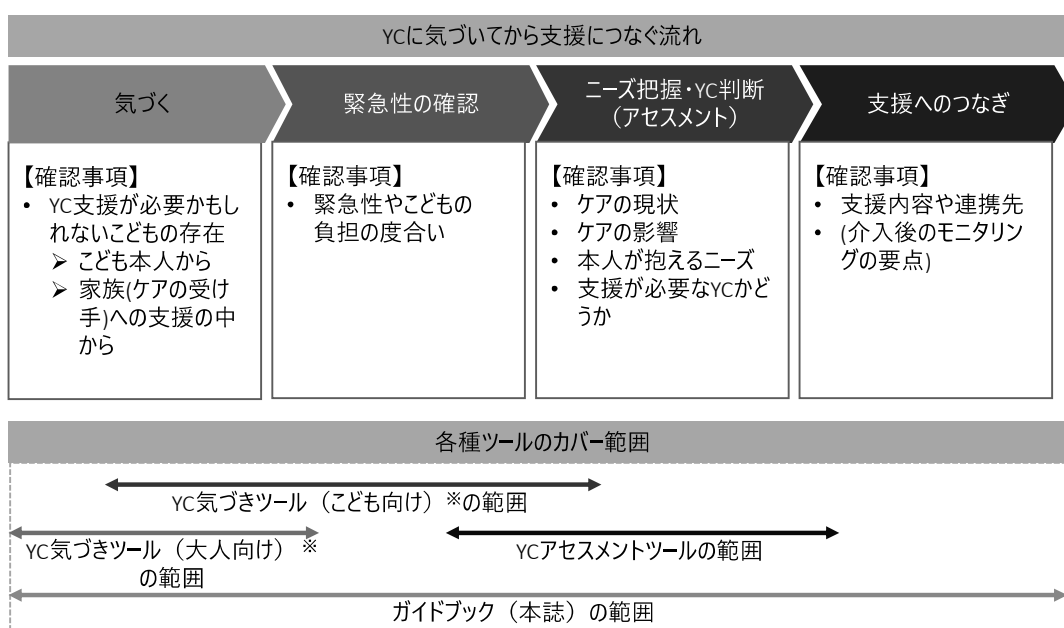 YCに気づいてから支援につなぐ流れ
気づく
緊急性の確認
ニーズ把握・YC判断
（アセスメント）
支援へのつなぎ
【確認事項】
• YC支援が必要かもし
れないこどもの存在
➢ こども本人から
➢ 家族(ケアの受け
手)への支援の中
から
【確認事項】
• 緊急性やこどもの
負担の度合い
【確認事項】
• ケアの現状
• ケアの影響
• 本人が抱えるニーズ
• 支援が必要なYCかど
うか
【確認事項】
• 支援内容や連携先
• (介入後のモニタリン
グの要点)
各種ツールのカバー範囲
YC気づきツール（こども向け）※の範囲
YC気づきツール（大人向け）※
の範囲
YCアセスメントツールの範囲
ガイドブック（本誌）の範囲